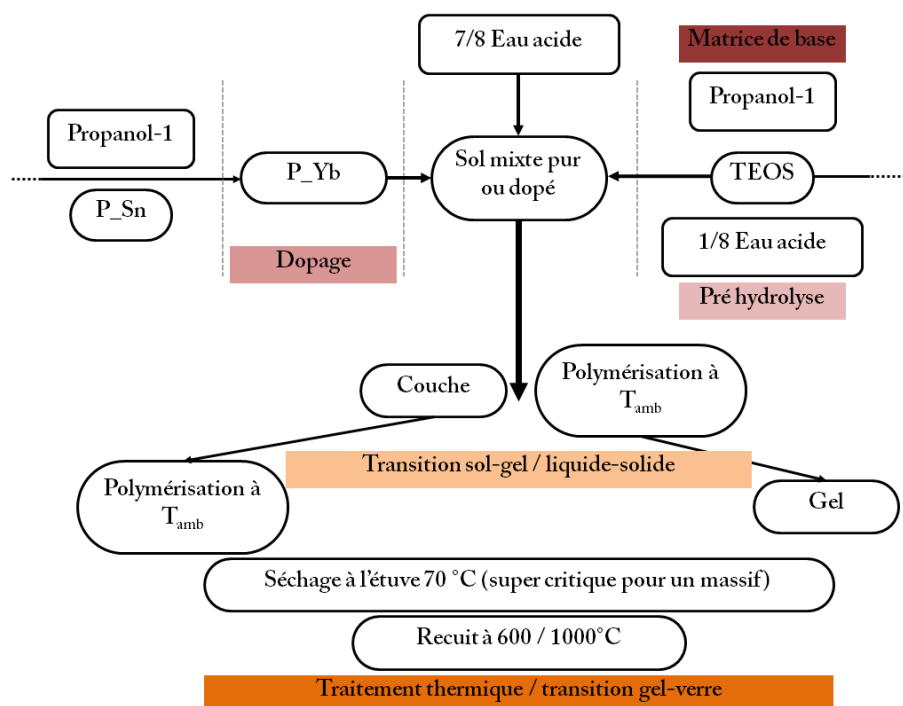 7/8 Eau acide
Matrice de base
Propanol-1
Propanol-1
P_Sn
P_Yb
Sol mixte pur
ou dopé
TEOS
1/8 Eau acide
Dopage
Pré hydrolyse
Couche
Polymérisation à
Tamb
Transition sol-gel / liquide-solide
Polymérisation à
Tamb
Gel
Séchage à l'étuve 70 °C (super critique pour un massif)
Recuit à 600 / 1000°C
Traitement thermique / transition gel-verre